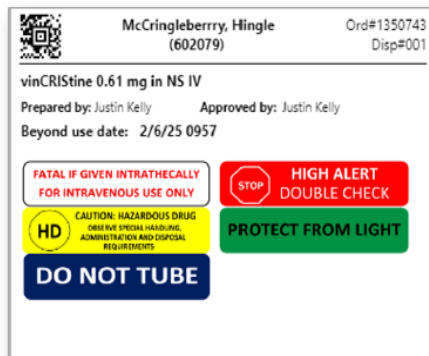 McCringleberrry, Hingle
(602079)
Ord#1350743
Disp#001
vinCRIStine 0.61 mg in NS IV
Prepared by: Justin Kelly Approved by: Justin Kelly
Beyond use date: 2/6/25 0957
FATAL IF GIVEN INTRATHECALLY
FOR INTRAVENOUS USE ONLY
STOP
HIGH ALERT
DOUBLE CHECK
HD
CAUTION: HAZARDOUS DRUG
OBSERVE SPECIAL HANDLING,
ADMINISTRATION AND DISPOSAL
REQUIREMENTS
PROTECT FROM LIGHT
DO NOT TUBE